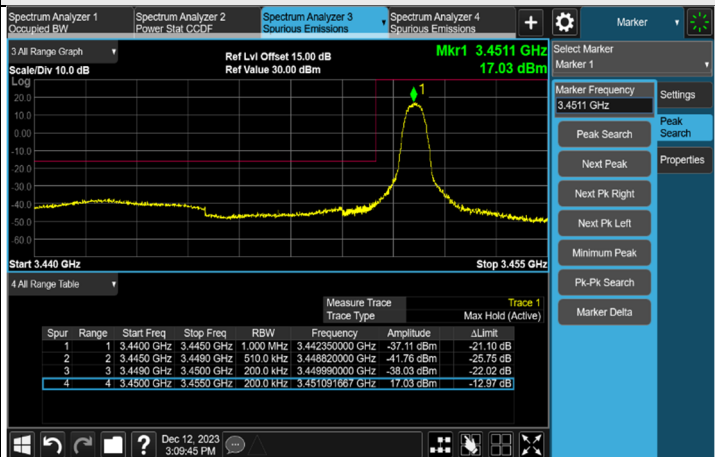 Spectrum Analyzer 1
Occupied BW
Spectrum Analyzer 2
Power Stat CCDF
Spectrum Analyzer 3
Spurious Emissions
Spectrum Analyzer 4
Spurious Emissions
Marker
3 All Range Graph
Ref Lvl Offset 15.00 dB
Mkr1 3.4511 GHz
Scale/Div 10.0 dB
Ref Value 30.00 dBm
17.03 dBm
Log
20.0
10.0
0.00
-10.0
-20.0
-30.0
-40.0
-50.0
-60.0
1
Start 3.440 GHz
Stop 3.455 GHz
4 All Range Table
Measure Trace Trace 1
Trace Type Max Hold (Active)
Spur Range Start Freq Stop Freq RBW Frequency Amplitude ΔLimit
1 1 3.4400 GHz 3.4450 GHz 1.000 MHz 3.442350000 GHz -37.11 dBm -21.10 dB
2 2 3.4450 GHz 3.4490 GHz 510.0 kHz 3.448820000 GHz -41.76 dBm -25.75 dB
3 3 3.4490 GHz 3.4500 GHz 200.0 kHz 3.449990000 GHz -38.03 dBm -22.02 dB
4 4 3.4500 GHz 3.4550 GHz 200.0 kHz 3.451091667 GHz 17.03 dBm -12.97 dB
Select Marker
Marker 1
Marker Frequency
3.4511 GHz
Peak Search
Next Peak
Next Pk Right
Next Pk Left
Minimum Peak
Pk-Pk Search
Marker Delta
Settings
Peak
Search
Properties
?
Dec 12, 2023
3:09:45 PM